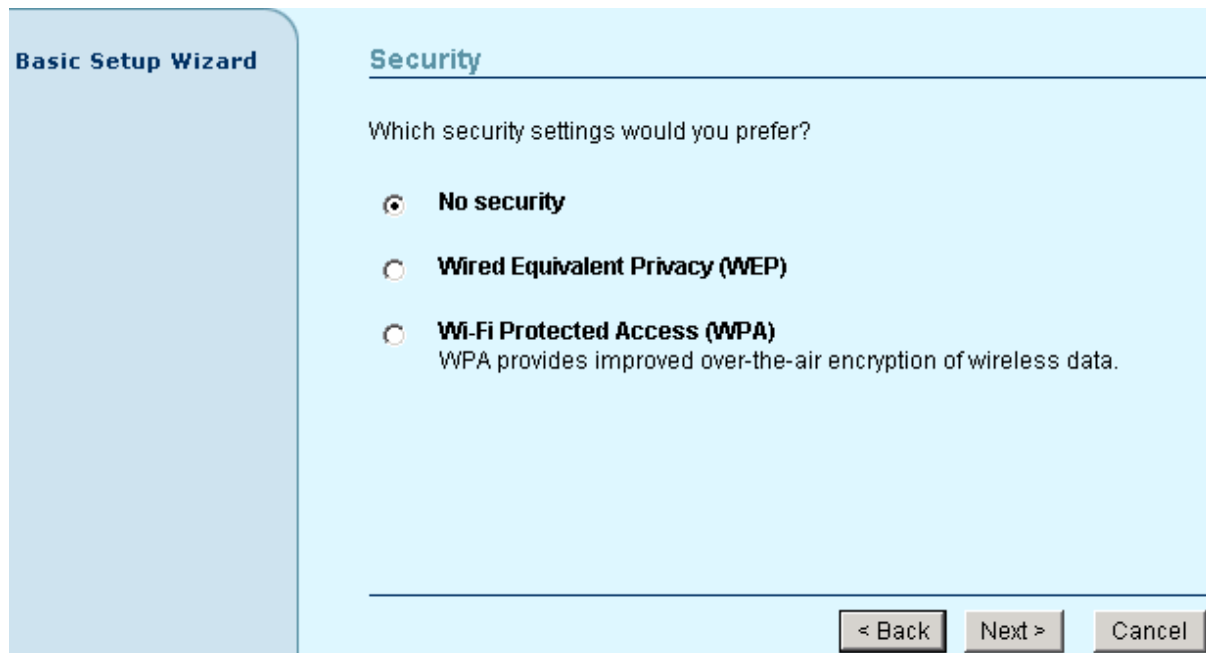 Basic Setup Wizard
Security
Which security settings would you prefer?
No security
Wired Equivalent Privacy (WEP)
Wi-Fi Protected Access (WPA)
WPA provides improved over-the-air encryption of wireless data.
< Back
Next >
Cancel